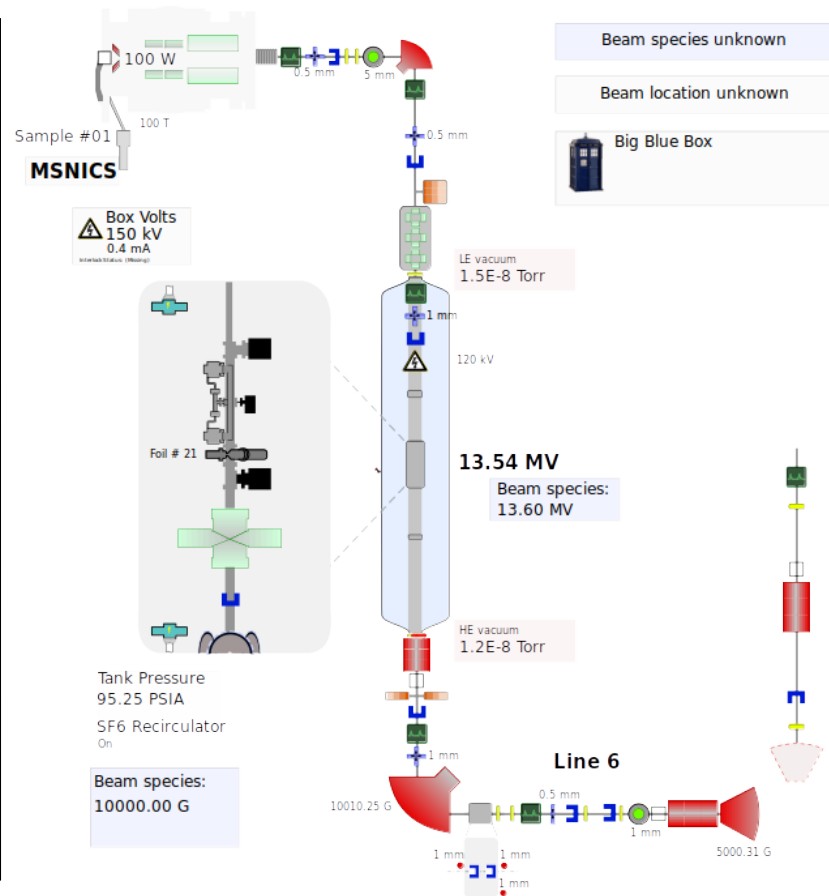 Beam species unknown
100 W
0.5 mm
5 mm
Beam location unknown
100 T
Sample #01
0.5 mm
Big Blue Box
MSNICS
Box Volts
150 kV
0.4 mA
Interlock Status: (Missing)
LE vacuum
1.5E-8 Torr
1 mm
120 kV
Foil # 21
13.54 MV
Beam species:
13.60 MV
HE vacuum
1.2E-8 Torr
Tank Pressure
95.25 PSIA
SF6 Recirculator
On
1 mm
Line 6
Beam species:
10000.00 G
10010.25 G
0.5 mm
1 mm
5000.31 G
1 mm
1 mm
1 mm